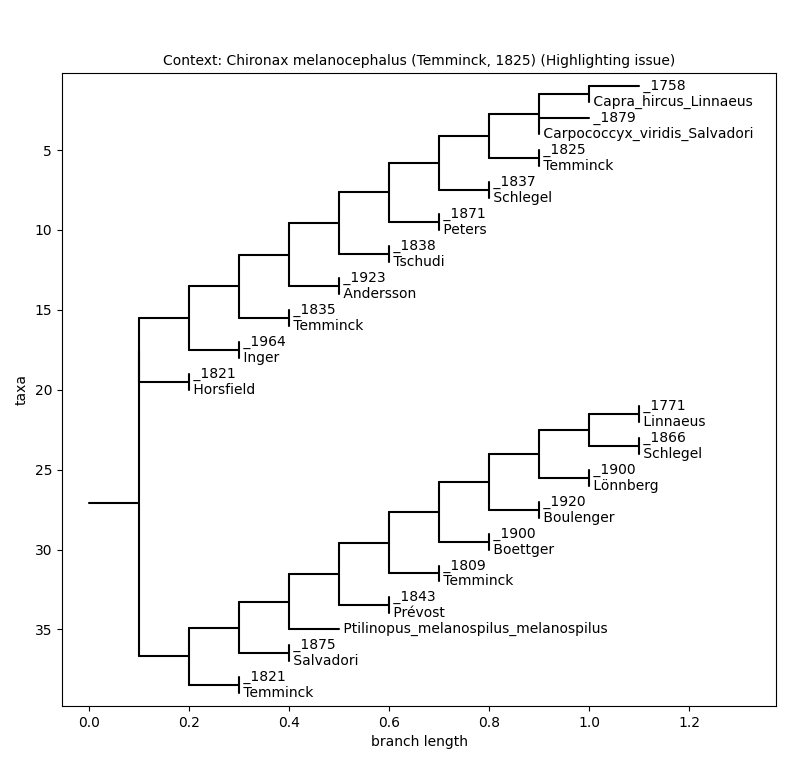 Context: Chironax melanocephalus (Temminck, 1825) (Highlighting issue)
_1758
Capra_hircus_Linnaeus
_1879
Carpococcyx_viridis_Salvadori
_1825
Temminck
_1837
Schlegel
_1871
Peters
_1838
Tschudi
_1923
Andersson
_1835
Temminck
_1964
Inger
_1821
Horsfield
_1771
Linnaeus
_1866
Schlegel
_1900
Lönnberg
_1920
Boulenger
_1900
Boettger
_1809
Temminck
_1843
Prévost
Ptilinopus_melanospilus_melanospilus
_1875
Salvadori
_1821
Temminck
5
10
15
20
25
30
35
taxa
0.0 0.2 0.4 0.6 0.8 1.0 1.2
branch length